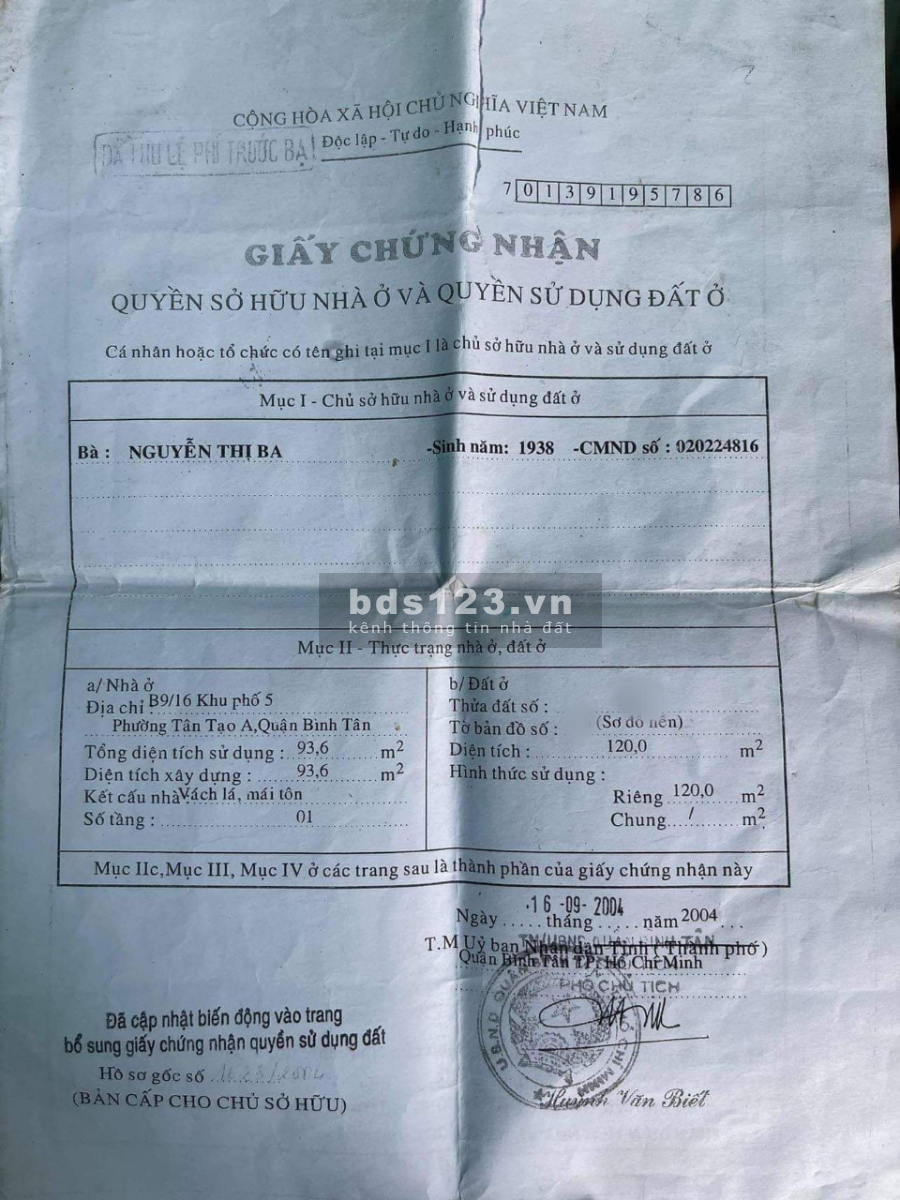 CỘNG HÒA XÃ HỘI CHỦ NGHĨA VIỆT NAM
Độc lập - Tự do - Hạnh phúc
ĐÃ THU LỆ PHÍ TRƯỚC BẠ
7 0 1 3 9 1 9 5 7 8 6
GIẤY CHỨNG NHẬN
QUYỀN SỞ HỮU NHÀ Ở VÀ QUYỀN SỬ DỤNG ĐẤT Ở
Cá nhân hoặc tổ chức có tên ghi tại mục I là chủ sở hữu nhà ở và sử dụng đất ở
Mục I - Chủ sở hữu nhà ở và sử dụng đất ở
Bà : NGUYỄN THỊ BA -Sinh năm: 1938 -CMND số : 020224816
bds123.vn
kênh thông tin nhà đất
Mục II - Thực trạng nhà ở, đất ở
a/ Nhà ở
Địa chỉ B9/16 Khu phố 5
Phường Tân Tạo A,Quận Bình Tân
Tổng diện tích sử dụng : 93,6 m2
Diện tích xây dựng : 93,6 m2
Kết cấu nhà Vách lá, mái tôn
Số tầng : 01
b/ Đất ở
Thửa đất số :
Tờ bản đồ số : (Sơ đồ nền)
Diện tích : 120,0 m2
Hình thức sử dụng :
Riêng 120,0 m2
Chung / m2
Mục IIc,Mục III, Mục IV ở các trang sau là thành phần của giấy chứng nhận này
16 -09- 2004
Ngày ..... tháng ..... năm 2004
T.M Uỷ ban Nhân dân Tỉnh ( Thành phố )
Quận Bình Tân TP. Hồ Chí Minh
PHÓ CHỦ TỊCH
Huỳnh Văn Biết
Đã cập nhật biến động vào trang
bổ sung giấy chứng nhận quyền sử dụng đất
Hồ sơ gốc số
(BẢN CẤP CHO CHỦ SỞ HỮU)